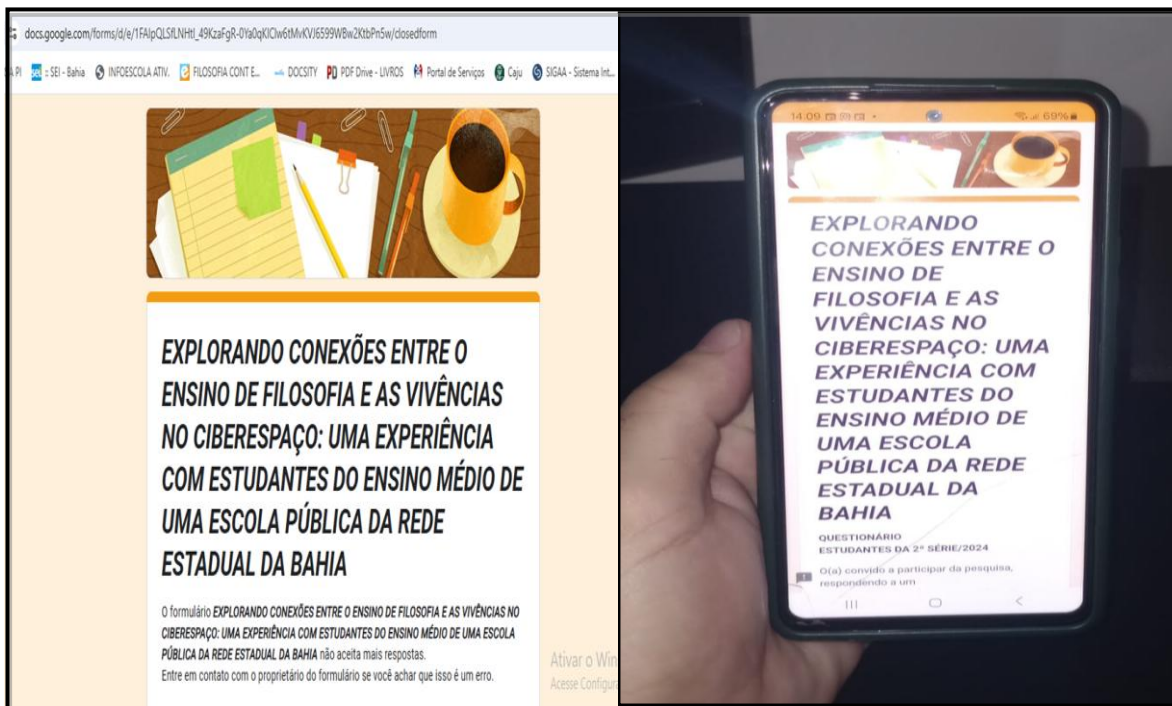 docs.google.com/forms/d/e/1FAIpQLSfLNHtI_49KzaFgR-0Ya0qKlClw6tMvKVJ6599WBw2KtbPn5w/closedform
A PI sei :: SEI - Bahia INFOESCOLA ATIV. FILOSOFIA CONT E... DOCSITY PD PDF Drive - LIVROS Portal de Serviços Caju SIGAA - Sistema Int...
EXPLORANDO CONEXÕES ENTRE O
ENSINO DE FILOSOFIA E AS VIVÊNCIAS
NO CIBERESPAÇO: UMA EXPERIÊNCIA
COM ESTUDANTES DO ENSINO MÉDIO DE
UMA ESCOLA PÚBLICA DA REDE
ESTADUAL DA BAHIA
O formulário EXPLORANDO CONEXÕES ENTRE O ENSINO DE FILOSOFIA E AS VIVÊNCIAS NO
CIBERESPAÇO: UMA EXPERIÊNCIA COM ESTUDANTES DO ENSINO MÉDIO DE UMA ESCOLA
PÚBLICA DA REDE ESTADUAL DA BAHIA não aceita mais respostas.
Entre em contato com o proprietário do formulário se você achar que isso é um erro.
Ativar o Win
Acesse Configura
14:09 69%
EXPLORANDO
CONEXÕES ENTRE O
ENSINO DE
FILOSOFIA E AS
VIVÊNCIAS NO
CIBERESPAÇO: UMA
EXPERIÊNCIA COM
ESTUDANTES DO
ENSINO MÉDIO DE
UMA ESCOLA
PÚBLICA DA REDE
ESTADUAL DA
BAHIA
QUESTIONÁRIO
ESTUDANTES DA 2ª SÉRIE/2024
O(a) convido a participar da pesquisa,
respondendo a um